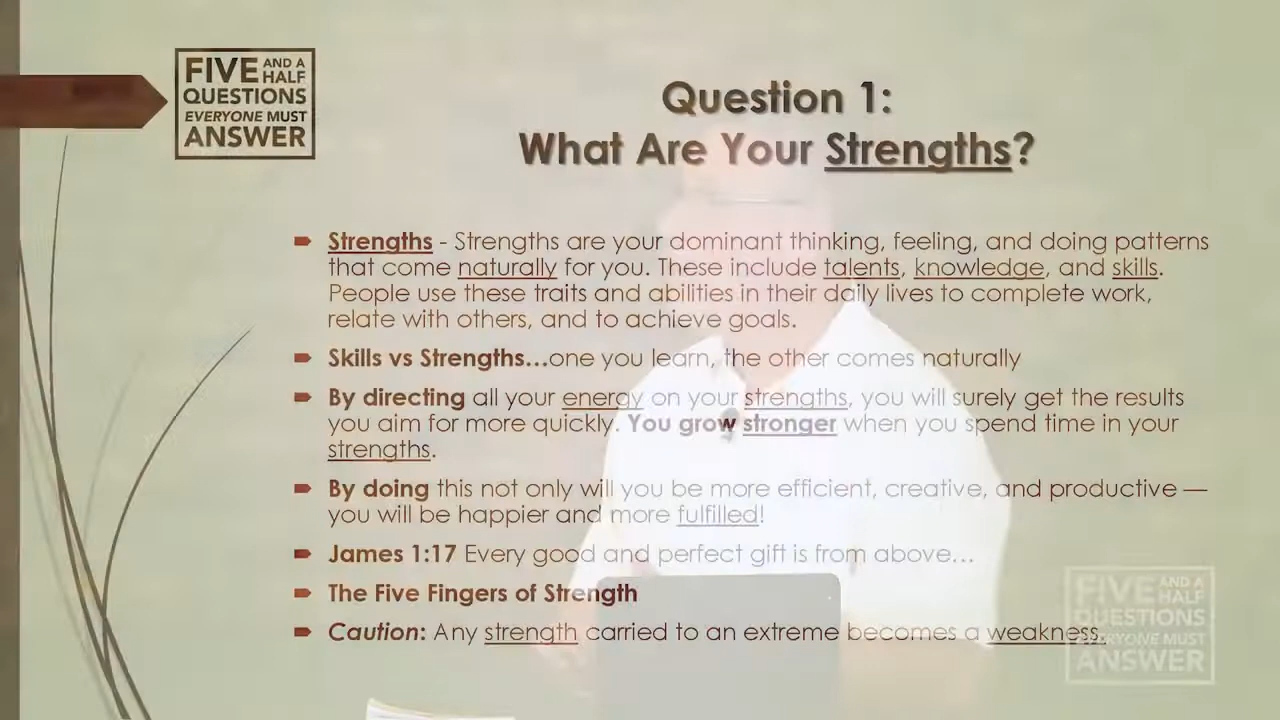 FIVE AND A
HALF
QUESTIONS
EVERYONE MUST
ANSWER
Question 1:
What Are Your Strengths?
Strengths - Strengths are your dominant thinking, feeling, and doing patterns
that come naturally for you. These include talents, knowledge, and skills.
People use these traits and abilities in their daily lives to complete work,
relate with others, and to achieve goals.
Skills vs Strengths...one you learn, the other comes naturally
By directing all your energy on your strengths, you will surely get the results
you aim for more quickly. You grow stronger when you spend time in your
strengths.
By doing this not only will you be more efficient, creative, and productive —
you will be happier and more fulfilled!
James 1:17 Every good and perfect gift is from above...
The Five Fingers of Strength
Caution: Any strength carried to an extreme becomes a weakness.
FIVE AND A
HALF
QUESTIONS
EVERYONE MUST
ANSWER